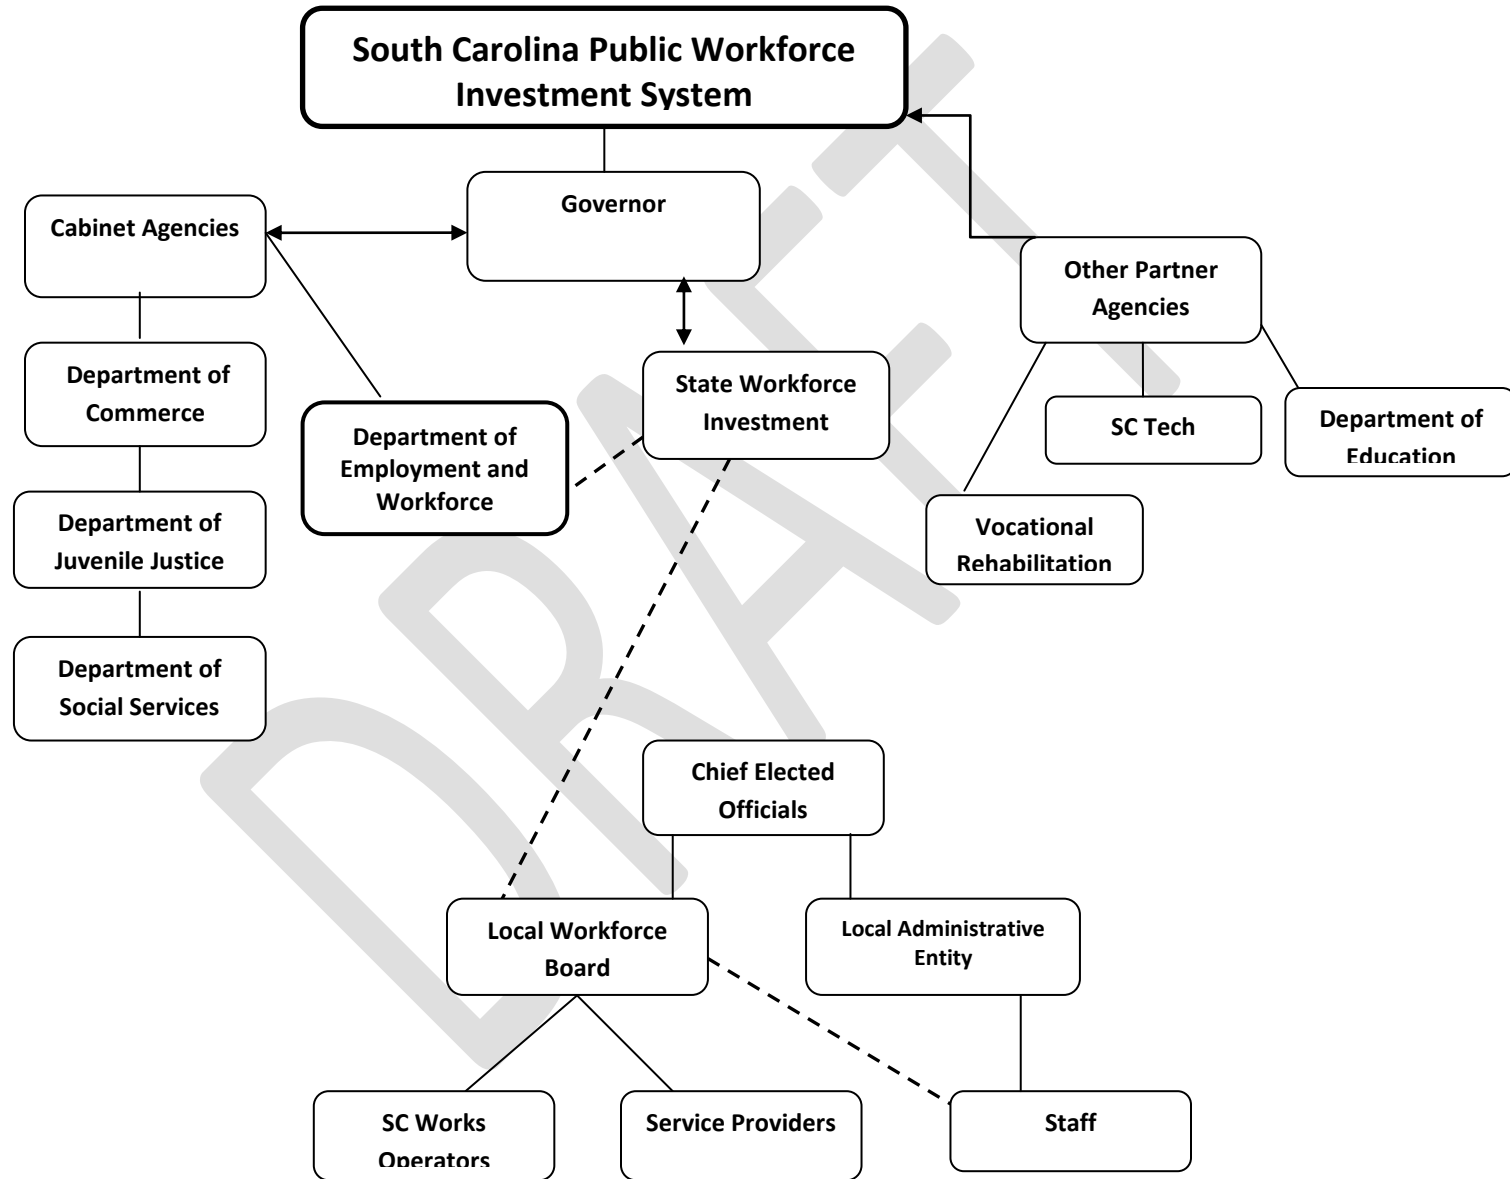 South Carolina Public Workforce
Investment System
Governor
Cabinet Agencies
Other Partner
Agencies
Department of
Commerce
State Workforce
Investment
Department of
Employment and
Workforce
SC Tech
Department of
Education
Department of
Juvenile Justice
Vocational
Rehabilitation
Department of
Social Services
Chief Elected
Officials
Local Workforce
Board
Local Administrative
Entity
SC Works
Operators
Service Providers
Staff
DRAFT